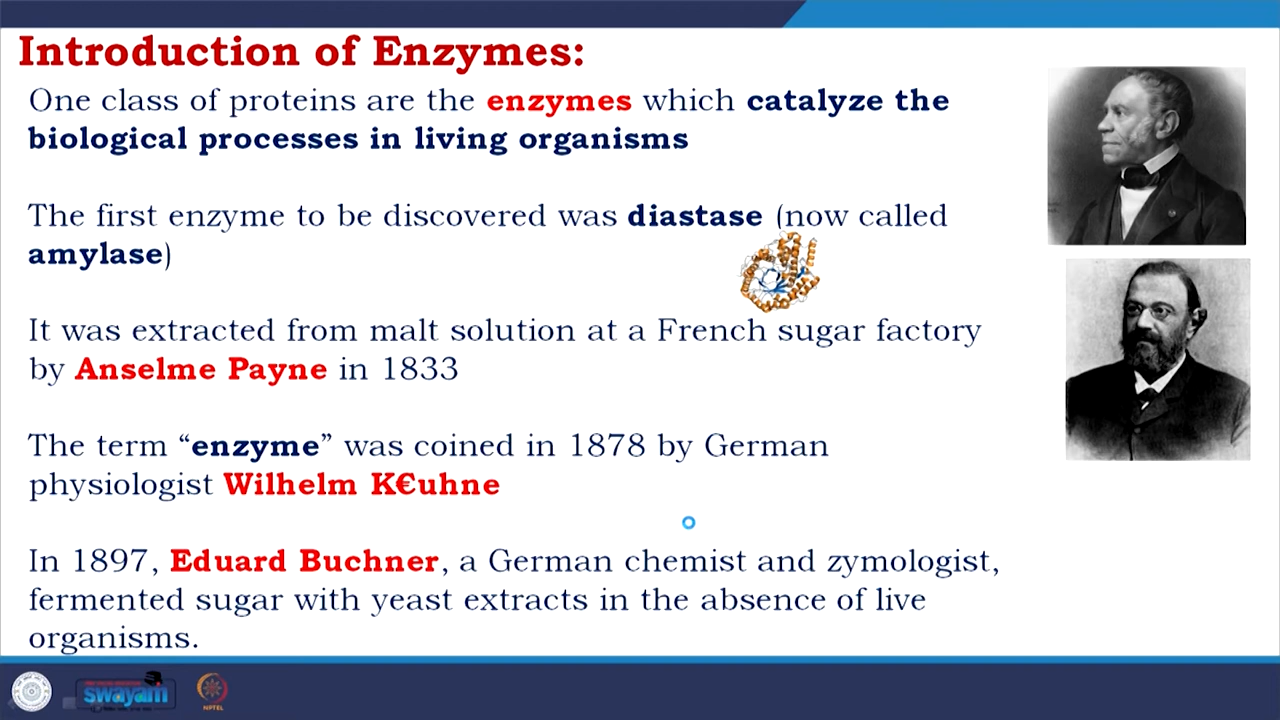 Introduction of Enzymes:
One class of proteins are the enzymes which catalyze the
biological processes in living organisms
The first enzyme to be discovered was diastase (now called
amylase)
It was extracted from malt solution at a French sugar factory
by Anselme Payne in 1833
The term “enzyme” was coined in 1878 by German
physiologist Wilhelm K€uhne
In 1897, Eduard Buchner, a German chemist and zymologist,
fermented sugar with yeast extracts in the absence of live
organisms.
swayam
NPTEL